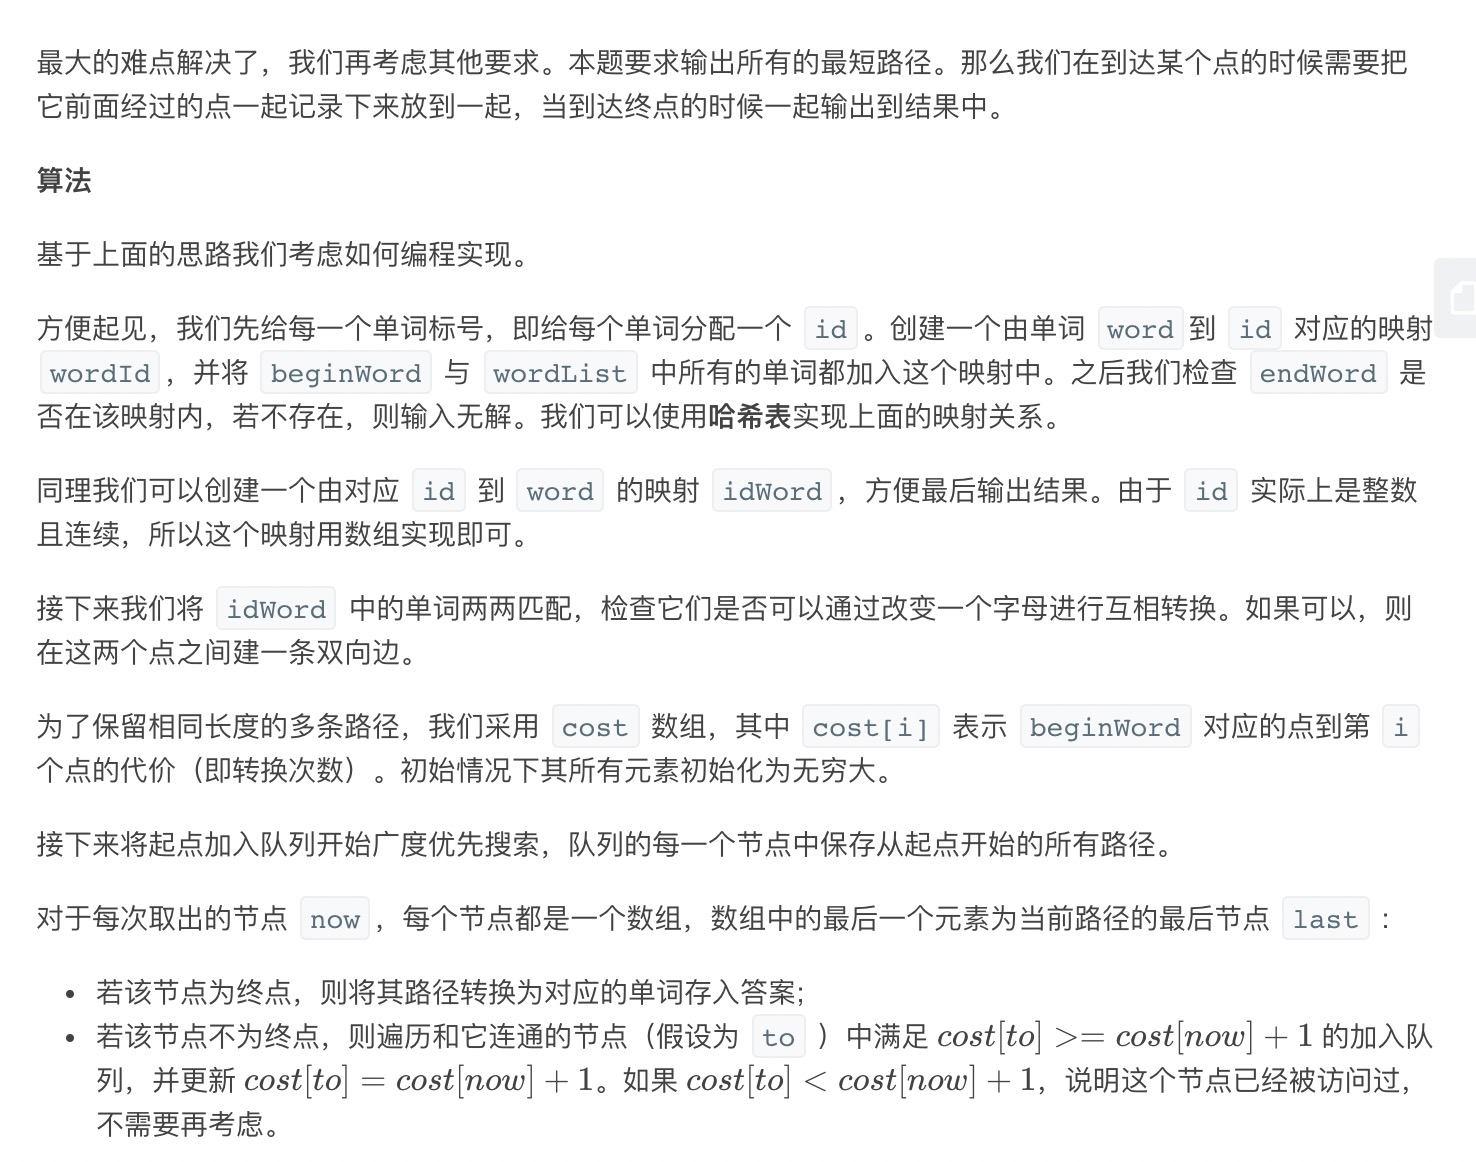 最大的难点解决了，我们再考虑其他要求。本题要求输出所有的最短路径。那么我们在到达某个点的时候需要把
它前面经过的点一起记录下来放到一起，当到达终点的时候一起输出到结果中。
算法
基于上面的思路我们考虑如何编程实现。
方便起见，我们先给每一个单词标号，即给每个单词分配一个 id 。创建一个由单词 word 到 id 对应的映射
wordId ，并将 beginWord 与 wordList 中所有的单词都加入这个映射中。之后我们检查 endWord 是
否在该映射内，若不存在，则输入无解。我们可以使用哈希表实现上面的映射关系。
同理我们可以创建一个由对应 id 到 word 的映射 idWord ，方便最后输出结果。由于 id 实际上是整数
且连续，所以这个映射用数组实现即可。
接下来我们将 idWord 中的单词两两匹配，检查它们是否可以通过改变一个字母进行互相转换。如果可以，则
在这两个点之间建一条双向边。
为了保留相同长度的多条路径，我们采用 cost 数组，其中 cost[i] 表示 beginWord 对应的点到第 i
个点的代价（即转换次数）。初始情况下其所有元素初始化为无穷大。
接下来将起点加入队列开始广度优先搜索，队列的每一个节点中保存从起点开始的所有路径。
对于每次取出的节点 now ，每个节点都是一个数组，数组中的最后一个元素为当前路径的最后节点 last ：
• 若该节点为终点，则将其路径转换为对应的单词存入答案;
• 若该节点不为终点，则遍历和它连通的节点（假设为 to ）中满足 cost[to] >= cost[now] + 1 的加入队
列，并更新 cost[to] = cost[now] + 1。如果 cost[to] < cost[now] + 1，说明这个节点已经被访问过，
不需要再考虑。